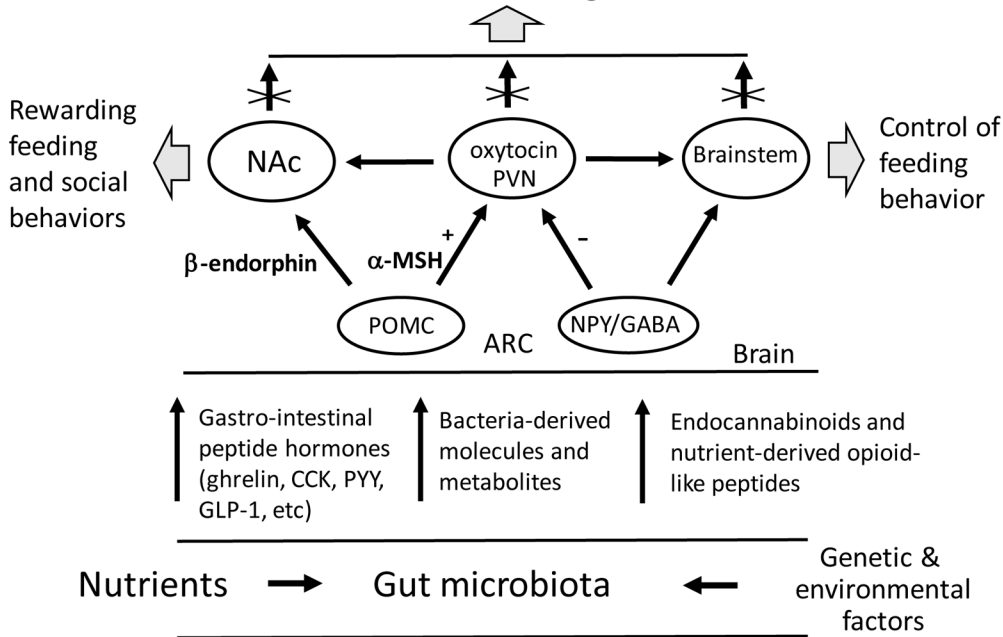 Rewarding
feeding
and social
behaviors
NAc
oxytocin
PVN
Brainstem
Control of
feeding
behavior
β-endorphin
α-MSH
+
–
POMC
NPY/GABA
ARC
Brain
Gastro-intestinal
peptide hormones
(ghrelin, CCK, PYY,
GLP-1, etc)
Bacteria-derived
molecules and
metabolites
Endocannabinoids and
nutrient-derived opioid-
like peptides
Nutrients
Gut microbiota
Genetic &
environmental
factors